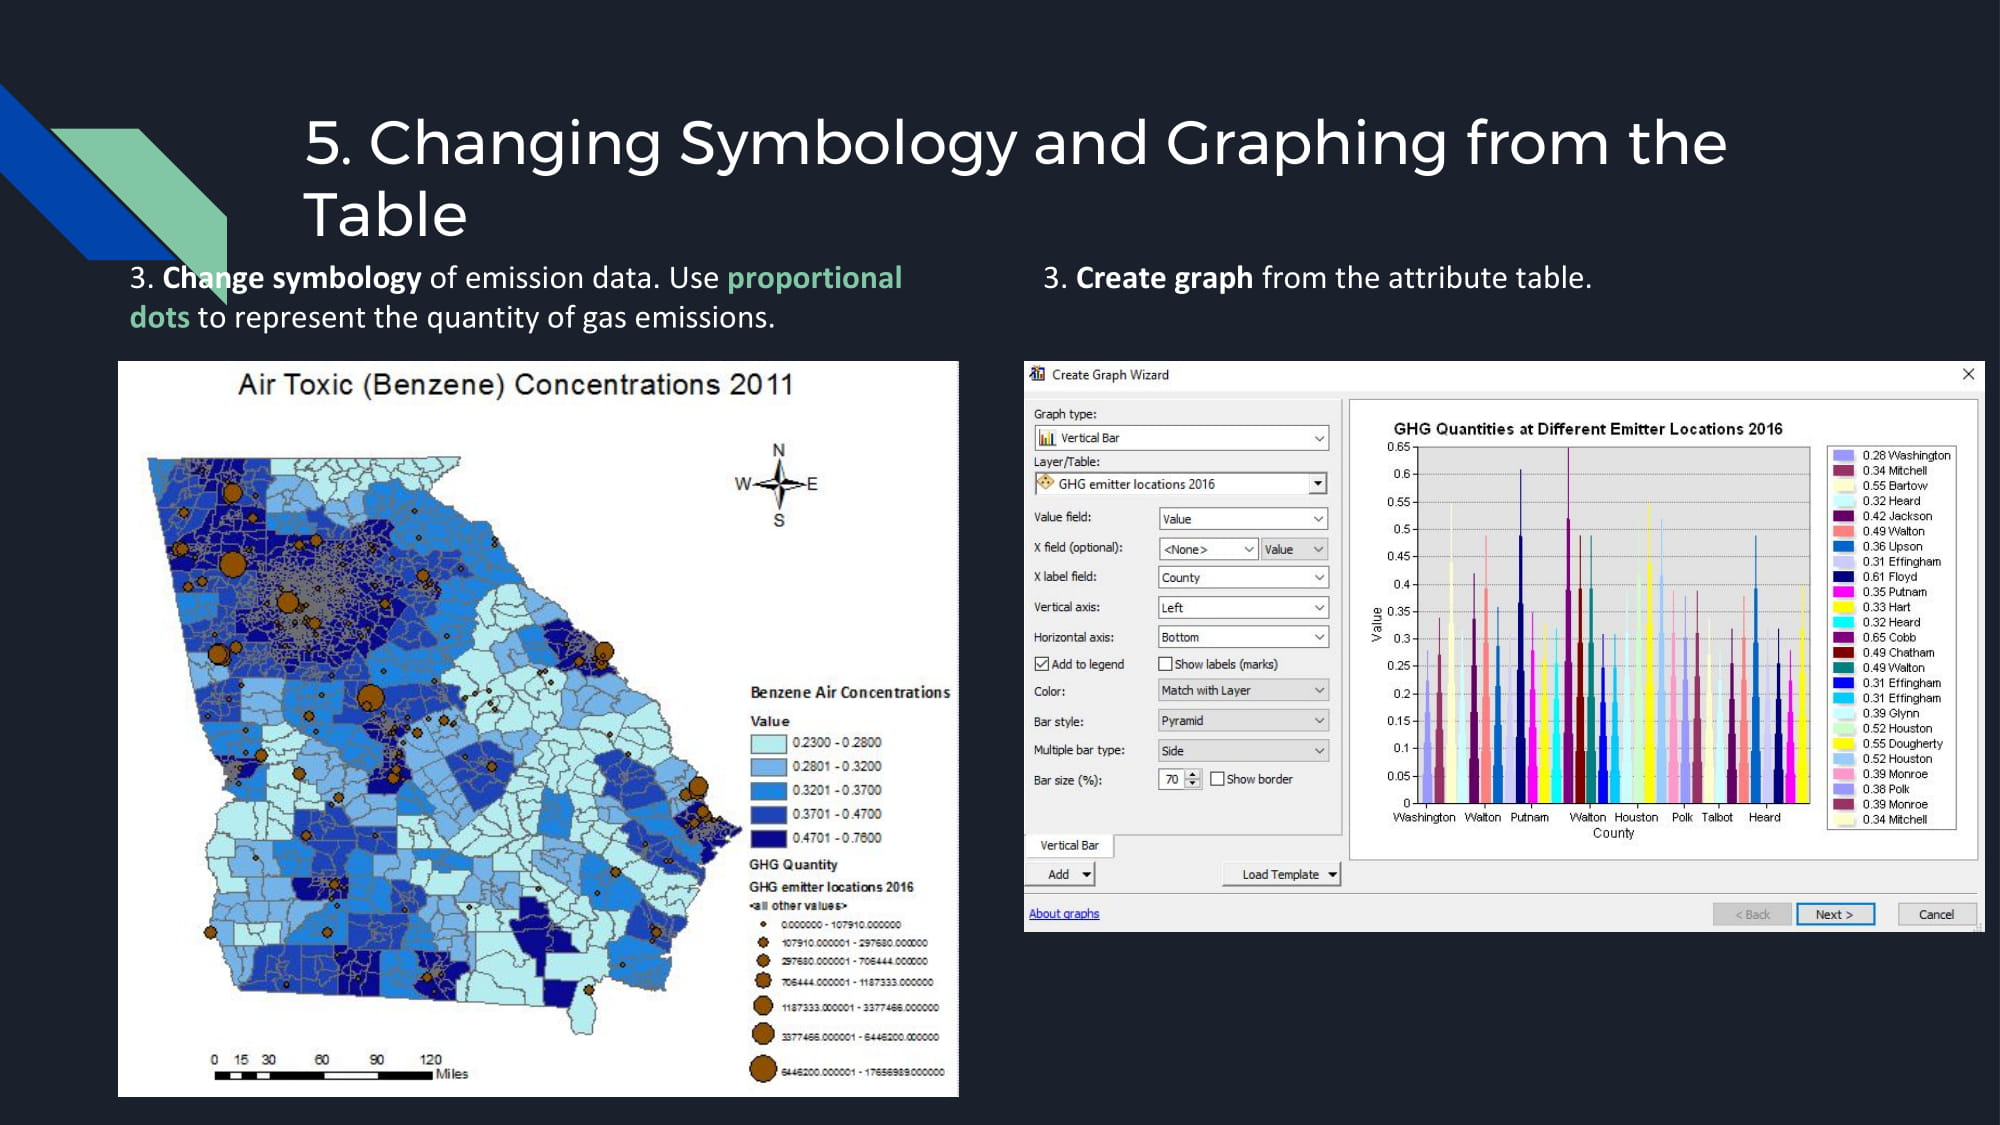 5. Changing Symbology and Graphing from the
Table
3. Change symbology of emission data. Use proportional
dots to represent the quantity of gas emissions.
3. Create graph from the attribute table.
Air Toxic (Benzene) Concentrations 2011
N
W E
S
Benzene Air Concentrations
Value
0.2300 - 0.2800
0.2801 - 0.3200
0.3201 - 0.3700
0.3701 - 0.4700
0.4701 - 0.7600
GHG Quantity
GHG emitter locations 2016
<all other values>
0.000000 - 107910.000000
107910.000001 - 297680.000000
297680.000001 - 706444.000000
706444.000001 - 1187333.000000
1187333.000001 - 3377466.000000
3377466.000001 - 6446200.000000
6446200.000001 - 17656989.000000
0 15 30 60 90 120
Miles
Create Graph Wizard
Graph type:
Vertical Bar
Layer/Table:
GHG emitter locations 2016
Value field: Value
X field (optional): <None> Value
X label field: County
Vertical axis: Left
Horizontal axis: Bottom
Add to legend Show labels (marks)
Color: Match with Layer
Bar style: Pyramid
Multiple bar type: Side
Bar size (%): 70 Show border
Vertical Bar
Add Load Template
About graphs
< Back Next > Cancel
GHG Quantities at Different Emitter Locations 2016
0.65
0.6
0.55
0.5
0.45
0.4
0.35
0.3
0.25
0.2
0.15
0.1
0.05
0
Value
Washington Walton Putnam Walton Houston Polk Talbot Heard
County
0.28 Washington
0.34 Mitchell
0.55 Bartow
0.32 Heard
0.42 Jackson
0.49 Walton
0.36 Upson
0.31 Effingham
0.61 Floyd
0.35 Putnam
0.33 Hart
0.32 Heard
0.65 Cobb
0.49 Chatham
0.49 Walton
0.31 Effingham
0.31 Effingham
0.39 Glynn
0.52 Houston
0.55 Dougherty
0.52 Houston
0.39 Monroe
0.38 Polk
0.39 Monroe
0.34 Mitchell